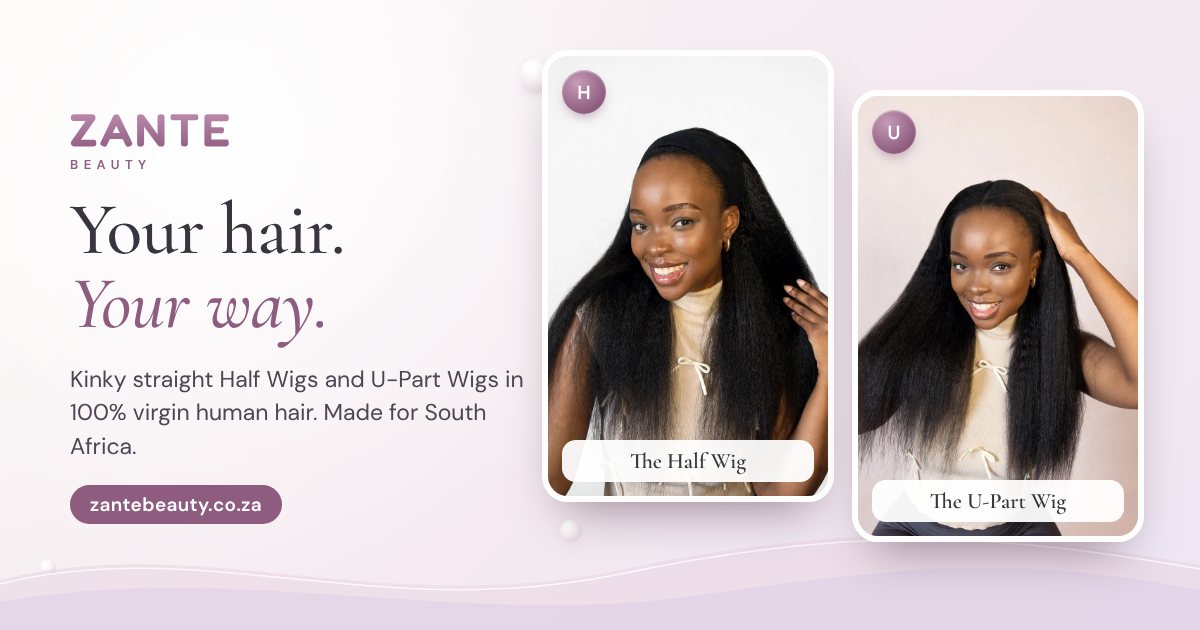 ZANTE
BEAUTY
Your hair.
Your way.
Kinky straight Half Wigs and U-Part Wigs in
100% virgin human hair. Made for South
Africa.
zantebeauty.co.za
H
The Half Wig
U
The U-Part Wig